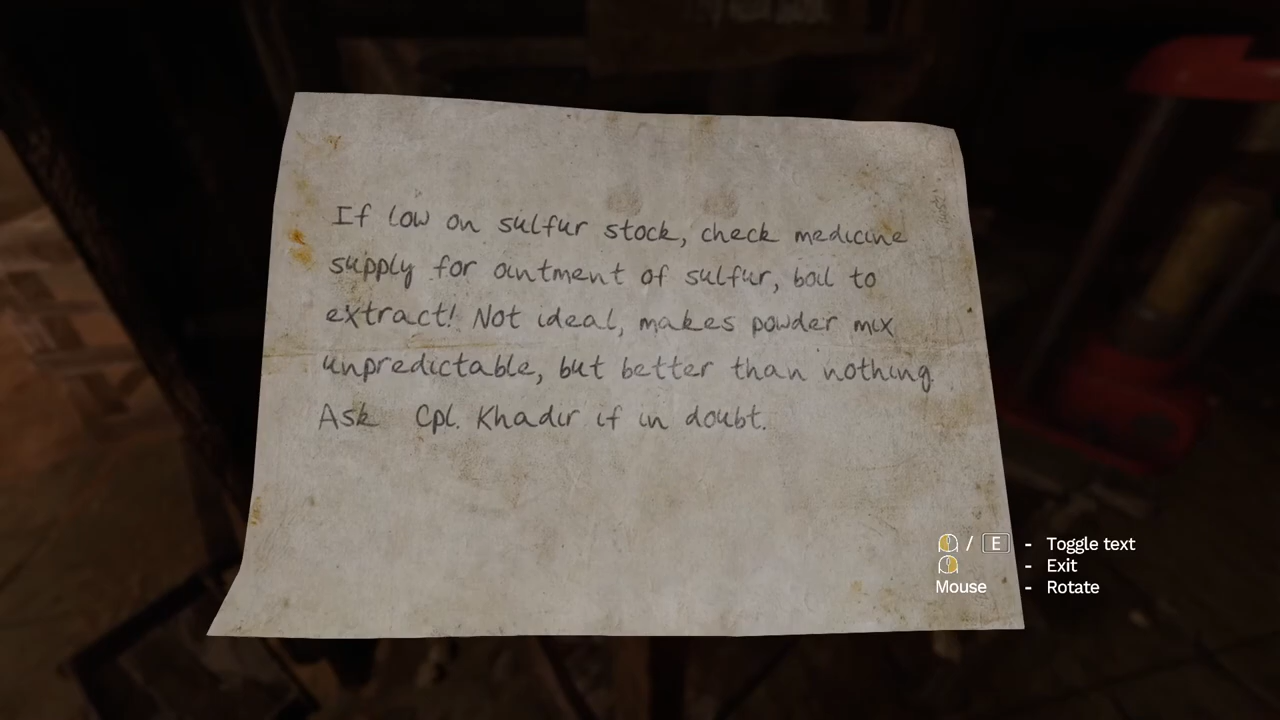 If low on sulfur stock, check medicine
supply for ointment of sulfur, boil to
extract! Not ideal, makes powder mix
unpredictable, but better than nothing.
Ask Cpl. Khadir if in doubt.
/ E - Toggle text
- Exit
Mouse - Rotate